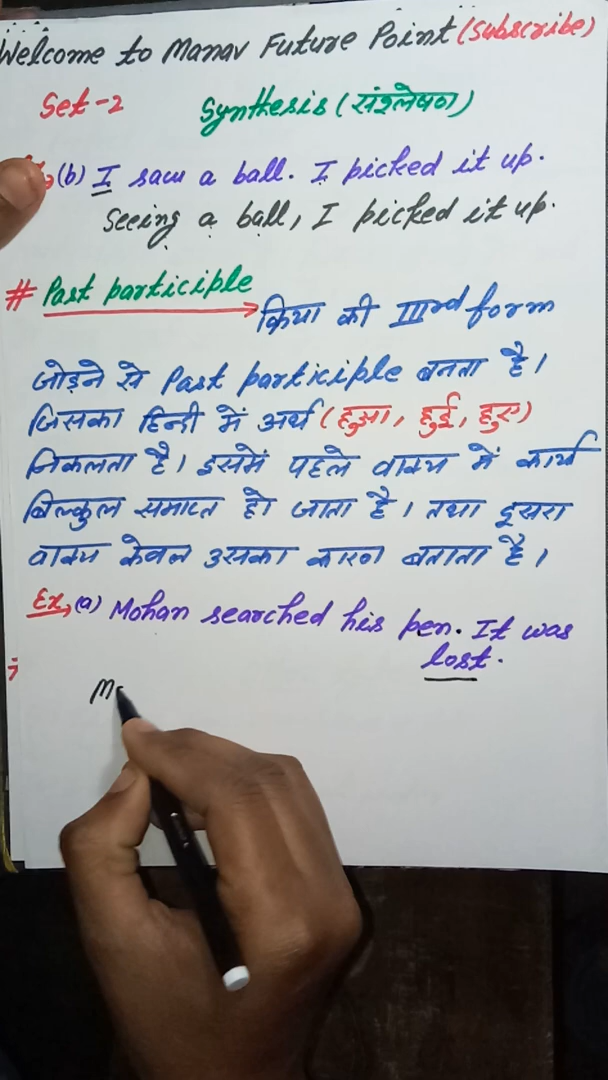 Welcome to Manav Future Point (Subscribe)
Set-2 Synthesis (संश्लेषण)
(b) I saw a ball. I picked it up.
Seeing a ball, I picked it up.
# Past participle
क्रिया की IIIrd form
जोड़ने से Past participle बनता है।
जिसका हिन्दी में अर्थ (हुआ, हुई, हुए)
निकलता है। इसमें पहले वाक्य में कार्य
बिल्कुल समाप्त हो जाता है। तथा दूसरा
वाक्य केवल उसका कारण बताता है।
Ex, (a) Mohan searched his pen. It was
lost.
Mo